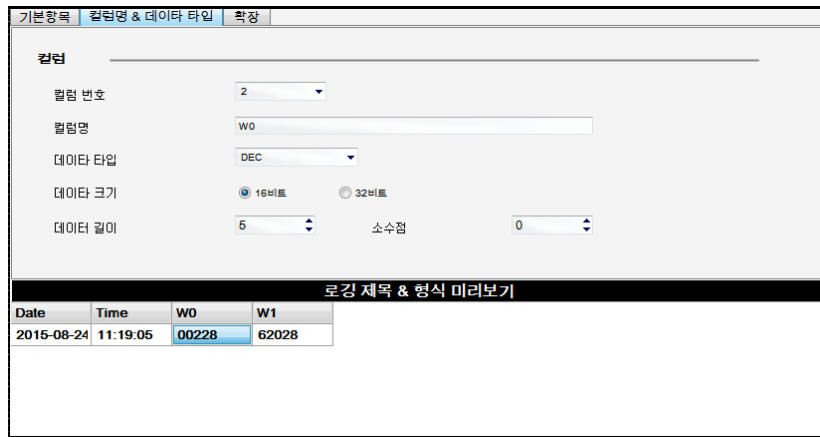 기본항목 컬럼명 & 데이타 타입 확장
컬럼
컬럼 번호 2
컬럼명 W0
데이타 타입 DEC
데이타 크기 16비트 32비트
데이터 길이 5 소수점 0
로깅 제목 & 형식 미리보기
Date Time W0 W1
2015-08-24 11:19:05 00228 62028